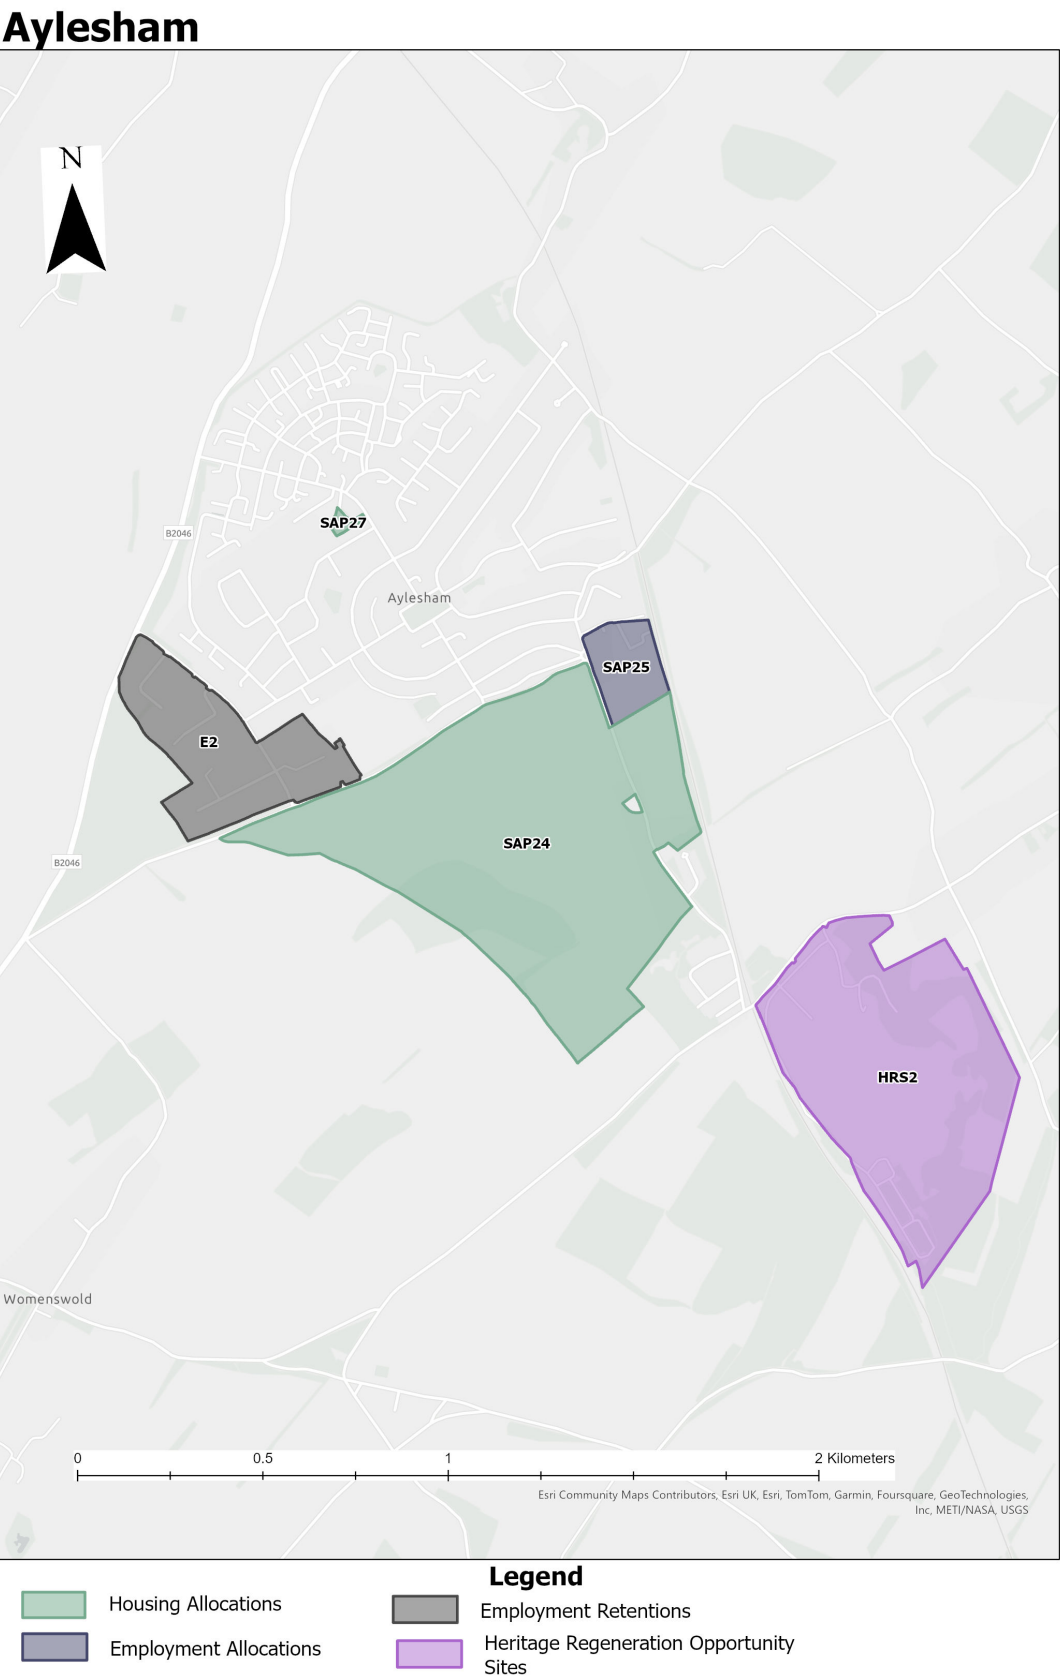 Aylesham
N
SAP27
B2046
Aylesham
SAP25
E2
SAP24
B2046
HRS2
Womenswold
0 0.5 1 2 Kilometers
Esri Community Maps Contributors, Esri UK, Esri, TomTom, Garmin, Foursquare, GeoTechnologies,
Inc, METI/NASA, USGS
Legend
Housing Allocations
Employment Allocations
Employment Retentions
Heritage Regeneration Opportunity
Sites